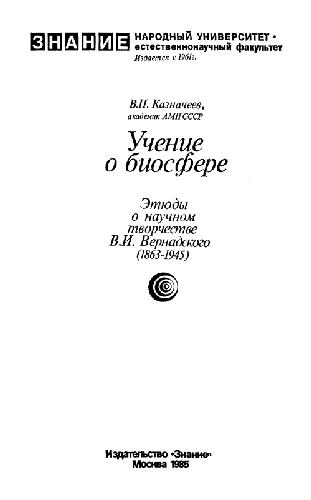 ЗНАНИЕ
НАРОДНЫЙ УНИВЕРСИТЕТ •
естественнонаучный факультет
Издается с 1961г.
В.П. Казначеев,
академик АМН СССР
Учение
о биосфере
Этюды
о научном
творчестве
В.И. Вернадского
(1863-1945)
Издательство «Знание»
Москва 1985